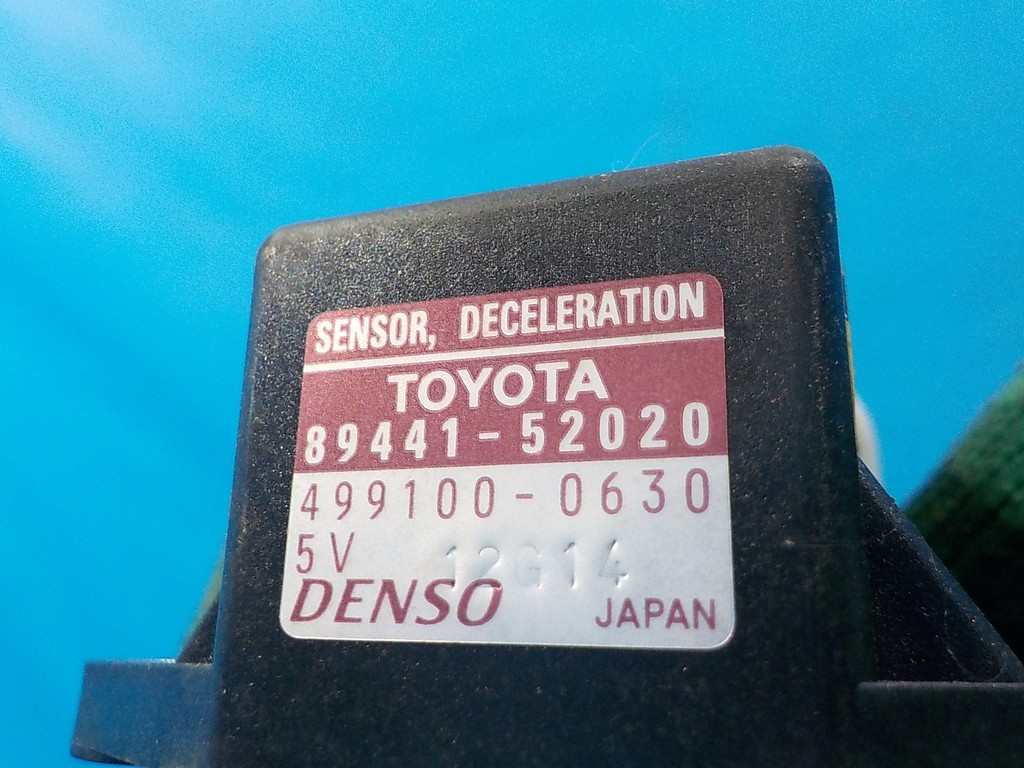 SENSOR, DECELERATION
TOYOTA
89441-52020
499100-0630
5V 12G14
DENSO JAPAN